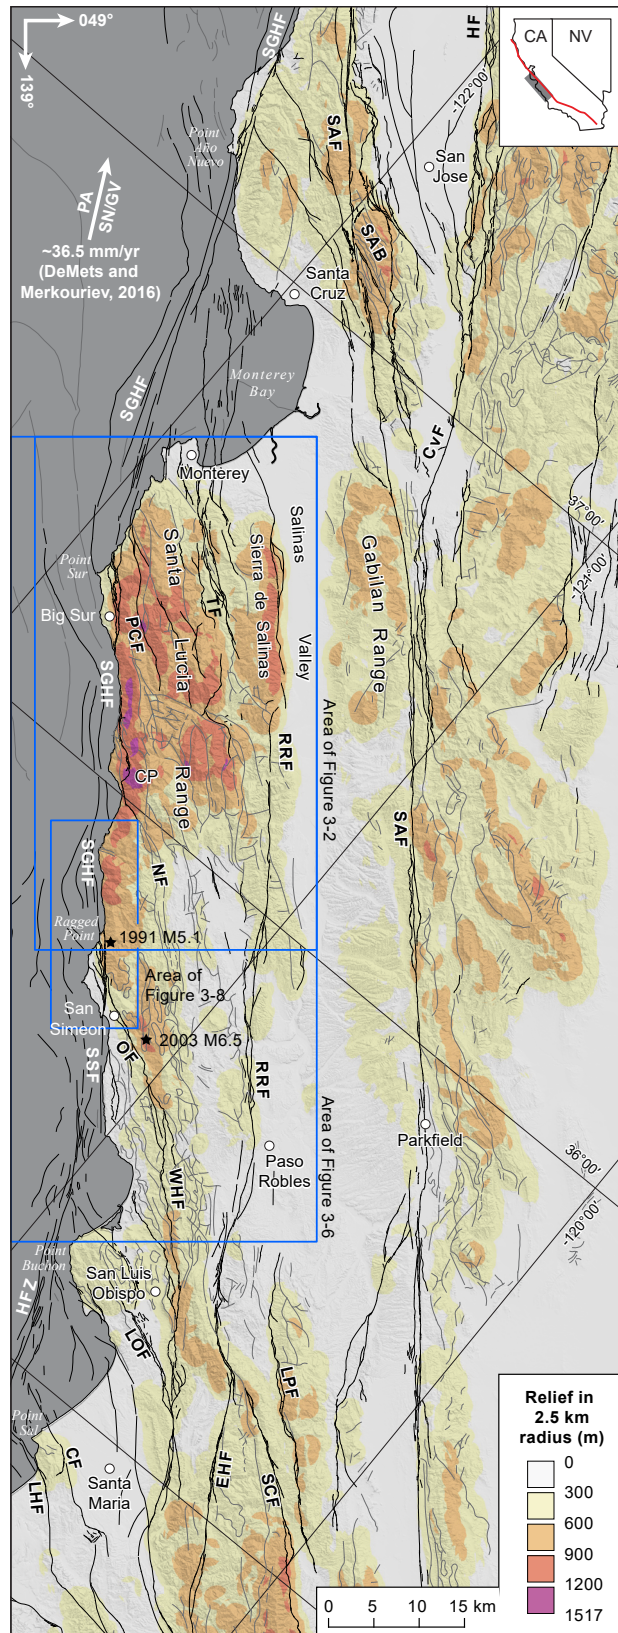 049°
139°
SGHF
HF
CA
NV
-122°00'
Point
Año
Nuevo
SAF
San
Jose
PA
SN/GV
~36.5 mm/yr
(DeMets and
Merkouriev, 2016)
SAB
Santa
Cruz
Monterey
Bay
SGHF
CvF
Monterey
37°00'
-121°00'
Salinas
Valley
Santa
Lucia
Range
Sierra de Salinas
Gabilan Range
Point
Sur
Big Sur
PCF
TF
SGHF
RRF
CP
Area of Figure 3-2
SAF
SGHF
NF
Ragged
Point
1991 M5.1
Area of
Figure 3-8
San
Simeon
2003 M6.5
OF
SSF
RRF
Parkfield
Paso
Robles
Area of Figure 3-6
36°00'
-120°00'
WHF
Point
Buchon
HFZ
San Luis
Obispo
LOF
LPF
Point
Sal
CF
LHF
Santa
Maria
EHF
SCF
Relief in
2.5 km
radius (m)
0
300
600
900
1200
1517
0 5 10 15 km